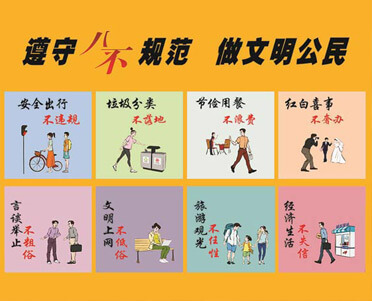 遵守八不规范 做文明公民
安全出行
不违规
垃圾分类
不落地
节俭用餐
不浪费
红白喜事
不奢办
言谈举止
不粗俗
文明上网
不低俗
旅游观光
不任性
经济生活
不失信